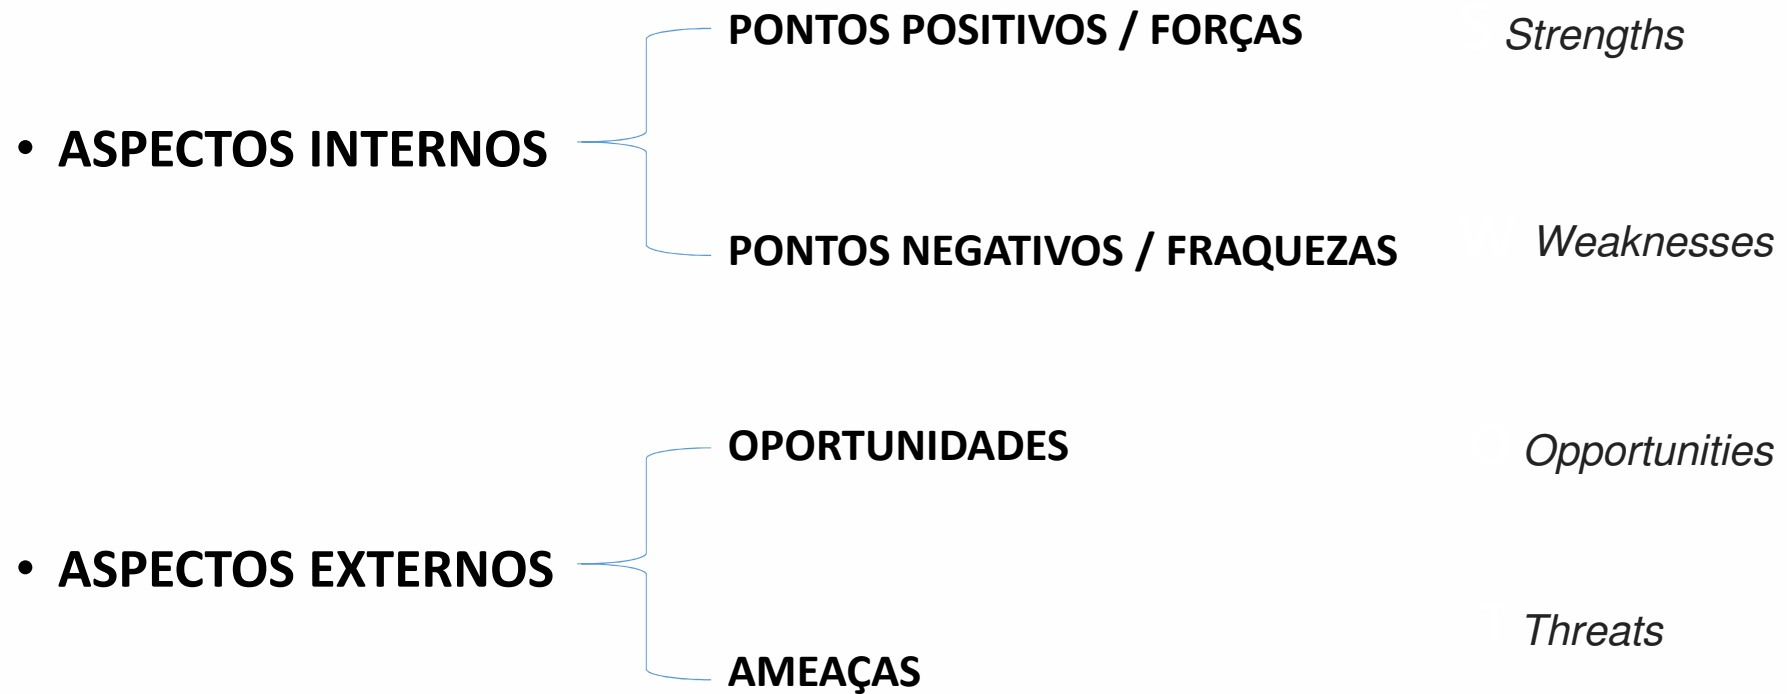 PONTOS POSITIVOS / FORÇAS Strengths
• ASPECTOS INTERNOS
PONTOS NEGATIVOS / FRAQUEZAS Weaknesses
OPORTUNIDADES Opportunities
• ASPECTOS EXTERNOS
Threats
AMEAÇAS